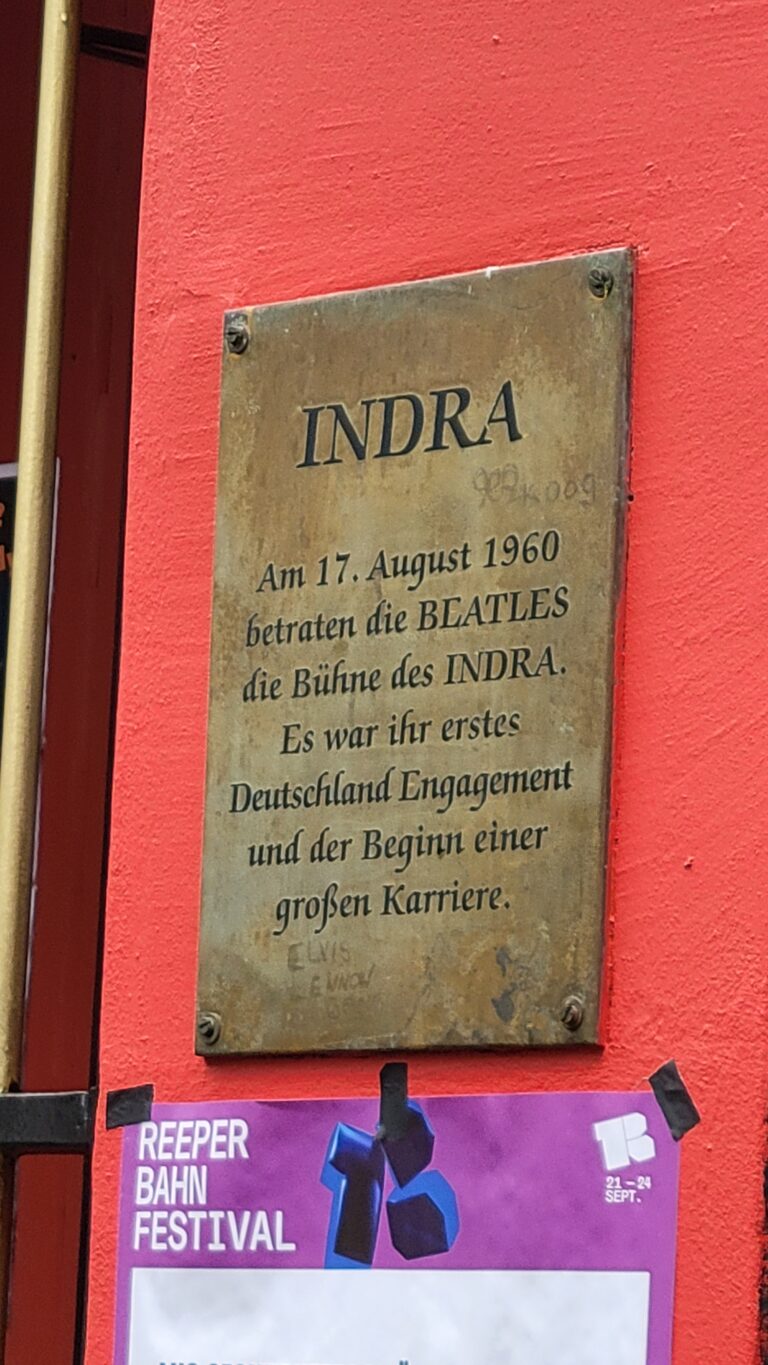 INDRA
Am 17. August 1960
betraten die BEATLES
die Bühne des INDRA.
Es war ihr erstes
Deutschland Engagement
und der Beginn einer
großen Karriere.
ELVIS
REEPER
BAHN
FESTIVAL
21 – 24
SEPT.